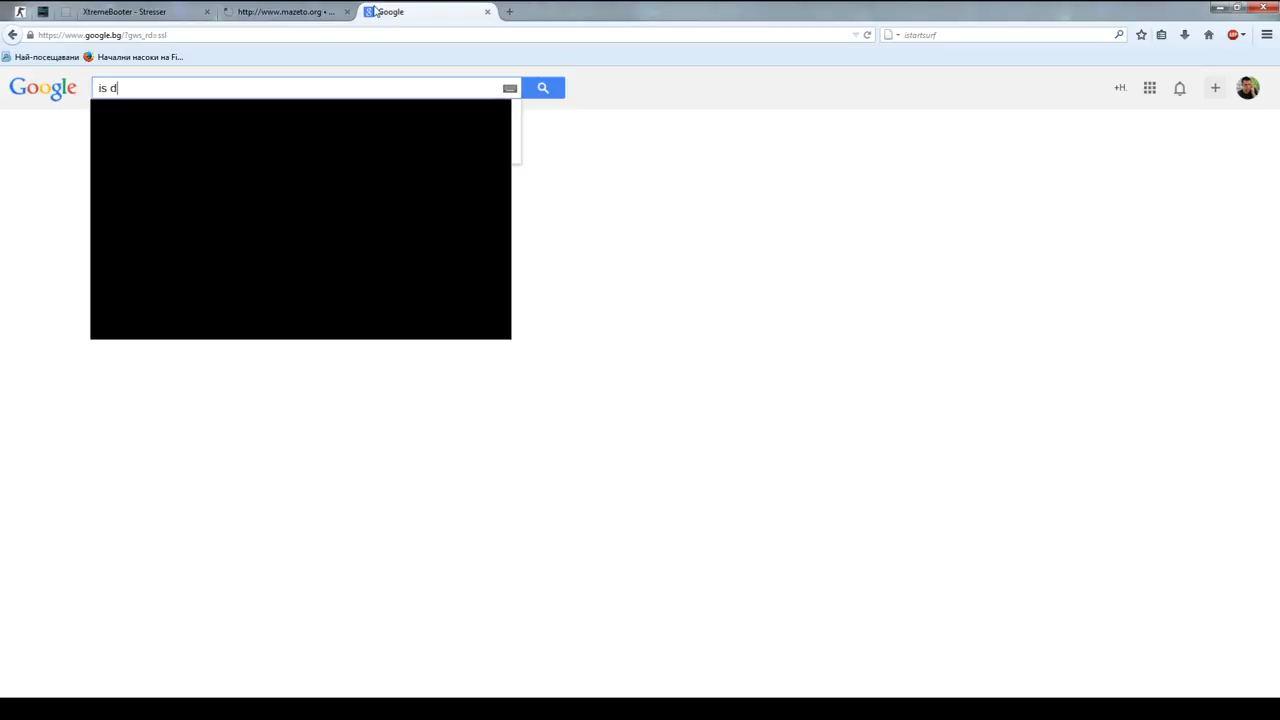 XtremeBooter - Stresser
http://www.mazeto.org • ...
Google
https://www.google.bg/?gws_rd=ssl
istartsurf
Най-посещавани
Начални насоки на Fi...
Google
is d
+H.